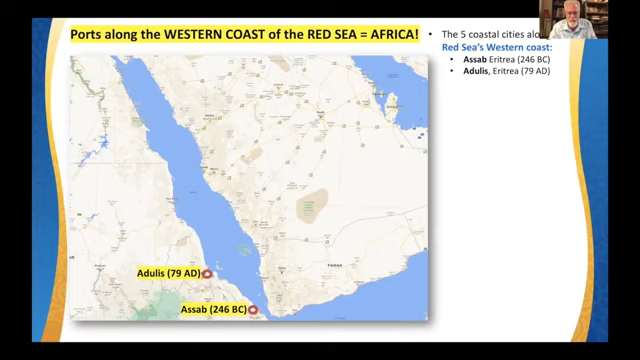 Ports along the WESTERN COAST of the RED SEA = AFRICA!
• The 5 coastal cities
Red Sea's Western coast:
• Assab Eritrea (246 BC)
• Adulis, Eritrea (79 AD)
Yemen
Adulis (79 AD)
Assab (246 BC)